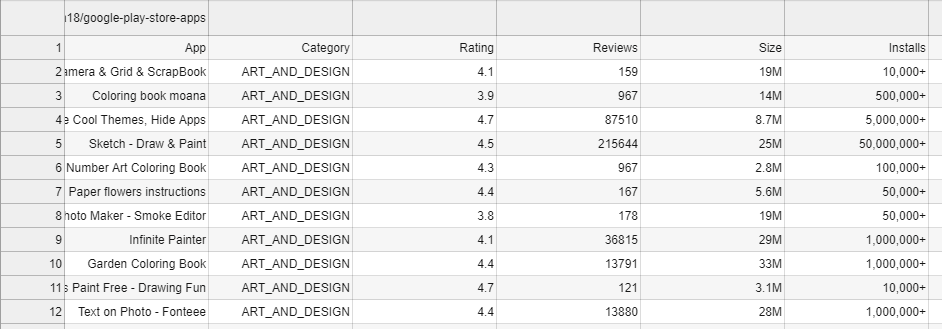 18/google-play-store-apps
1 App Category Rating Reviews Size Installs
2 amera & Grid & ScrapBook ART_AND_DESIGN 4.1 159 19M 10,000+
3 Coloring book moana ART_AND_DESIGN 3.9 967 14M 500,000+
4 e Cool Themes, Hide Apps ART_AND_DESIGN 4.7 87510 8.7M 5,000,000+
5 Sketch - Draw & Paint ART_AND_DESIGN 4.5 215644 25M 50,000,000+
6 Number Art Coloring Book ART_AND_DESIGN 4.3 967 2.8M 100,000+
7 Paper flowers instructions ART_AND_DESIGN 4.4 167 5.6M 50,000+
8 hoto Maker - Smoke Editor ART_AND_DESIGN 3.8 178 19M 50,000+
9 Infinite Painter ART_AND_DESIGN 4.1 36815 29M 1,000,000+
10 Garden Coloring Book ART_AND_DESIGN 4.4 13791 33M 1,000,000+
11 s Paint Free - Drawing Fun ART_AND_DESIGN 4.7 121 3.1M 10,000+
12 Text on Photo - Fonteee ART_AND_DESIGN 4.4 13880 28M 1,000,000+